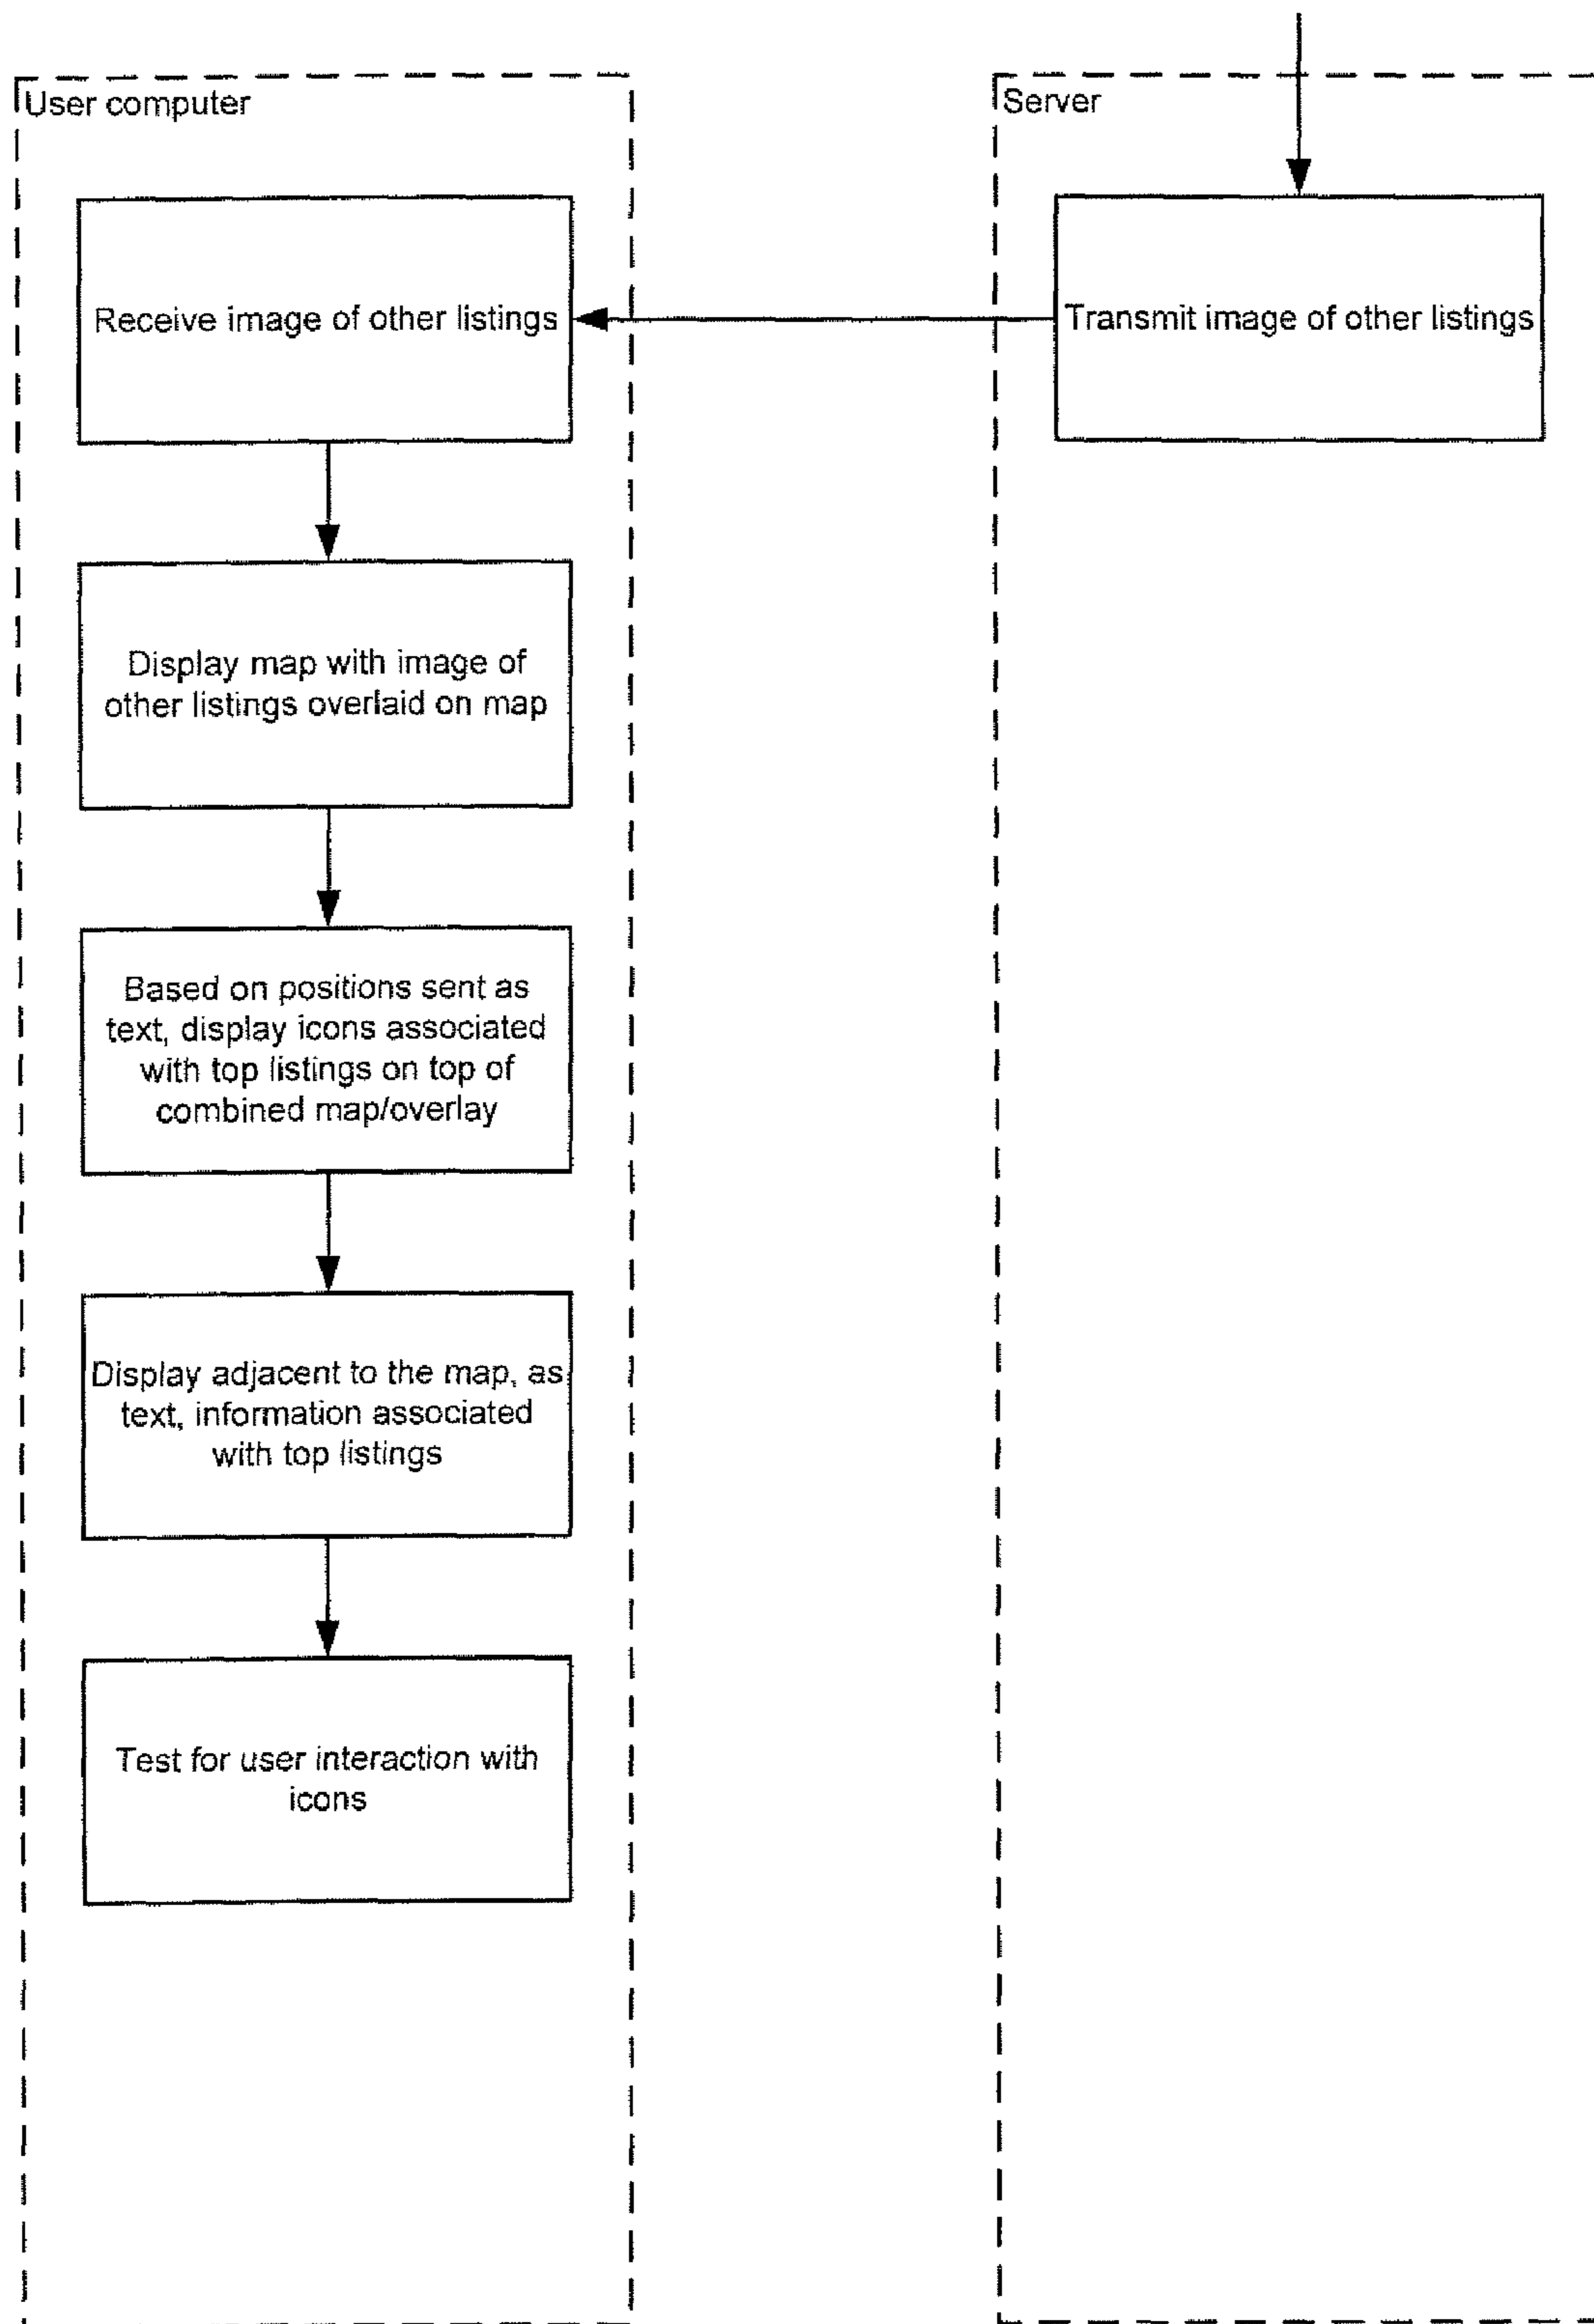 User computer
Server
Receive image of other listings
Transmit image of other listings
Display map with image of
other listings overlaid on map
Based on positions sent as
text, display icons associated
with top listings on top of
combined map/overlay
Display adjacent to the map, as
text, information associated
with top listings
Test for user interaction with
icons